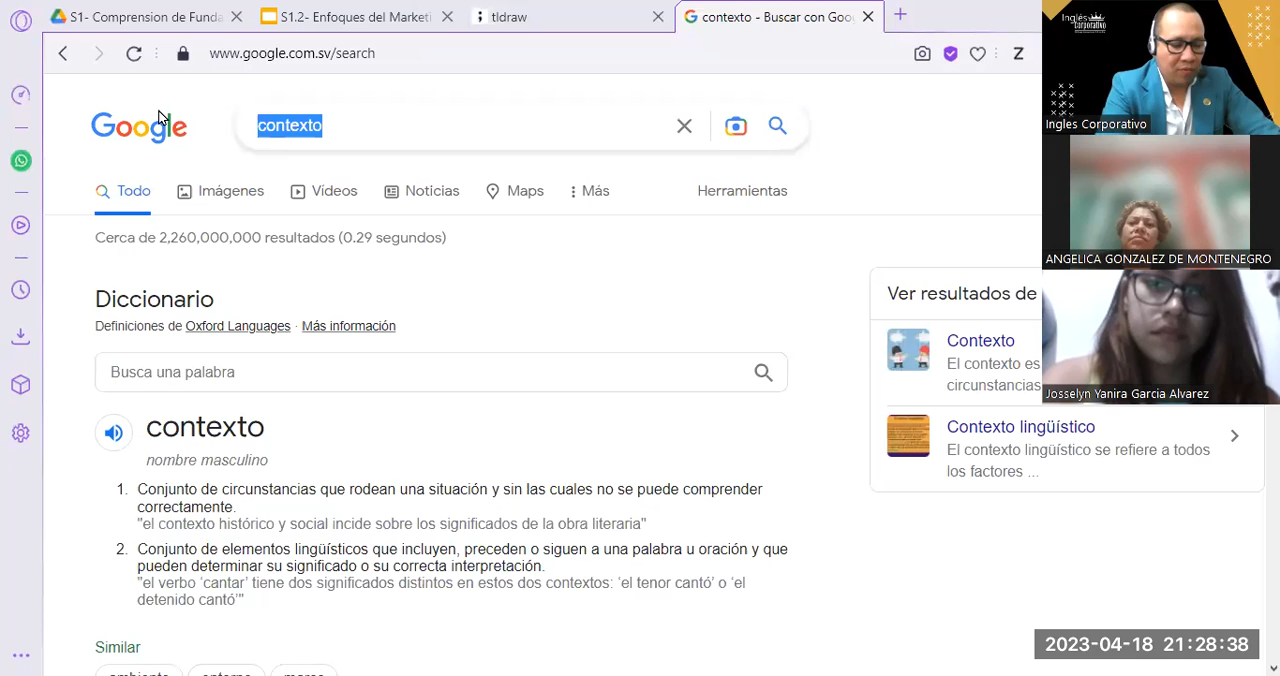 S1- Comprension de Funda
S1.2- Enfoques del Marketi
tldraw
contexto - Buscar con Goog
www.google.com.sv/search
Z
Google
contexto
Todo
Imágenes
Vídeos
Noticias
Maps
Más
Herramientas
Cerca de 2,260,000,000 resultados (0.29 segundos)
Diccionario
Definiciones de Oxford Languages · Más información
Busca una palabra
contexto
nombre masculino
1. Conjunto de circunstancias que rodean una situación y sin las cuales no se puede comprender
correctamente.
"el contexto histórico y social incide sobre los significados de la obra literaria"
2. Conjunto de elementos lingüísticos que incluyen, preceden o siguen a una palabra u oración y que
pueden determinar su significado o su correcta interpretación.
"el verbo ‘cantar’ tiene dos significados distintos en estos dos contextos: ‘el tenor cantó’ o ‘el
detenido cantó’"
Similar
ambiente
entorno
marco
Ver resultados de
Contexto
El contexto es
circunstancias
Contexto lingüístico
El contexto lingüístico se refiere a todos
los factores ...
Inglés
Corporativo
Ingles Corporativo
ANGELICA GONZALEZ DE MONTENEGRO
Josselyn Yanira Garcia Alvarez
2023-04-18 21:28:38